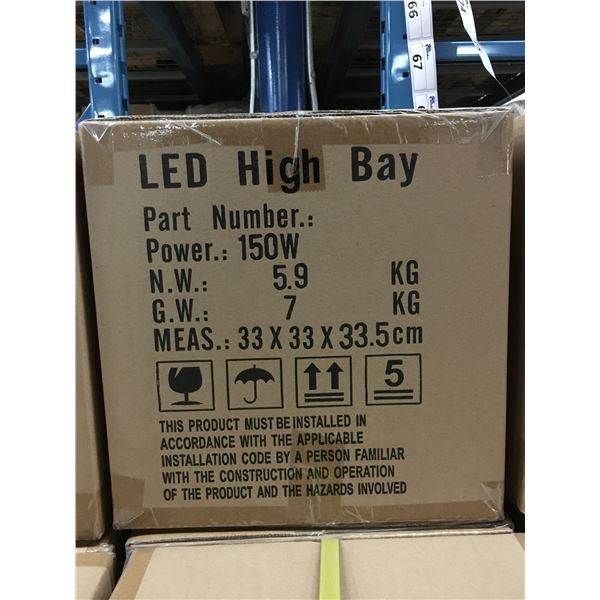 66
67
LED High Bay
Part Number.:
Power.: 150W
N.W.: 5.9 KG
G.W.: 7 KG
MEAS.: 33 X 33 X 33.5cm
5
THIS PRODUCT MUST BE INSTALLED IN
ACCORDANCE WITH THE APPLICABLE
INSTALLATION CODE BY A PERSON FAMILIAR
WITH THE CONSTRUCTION AND OPERATION
OF THE PRODUCT AND THE HAZARDS INVOLVED